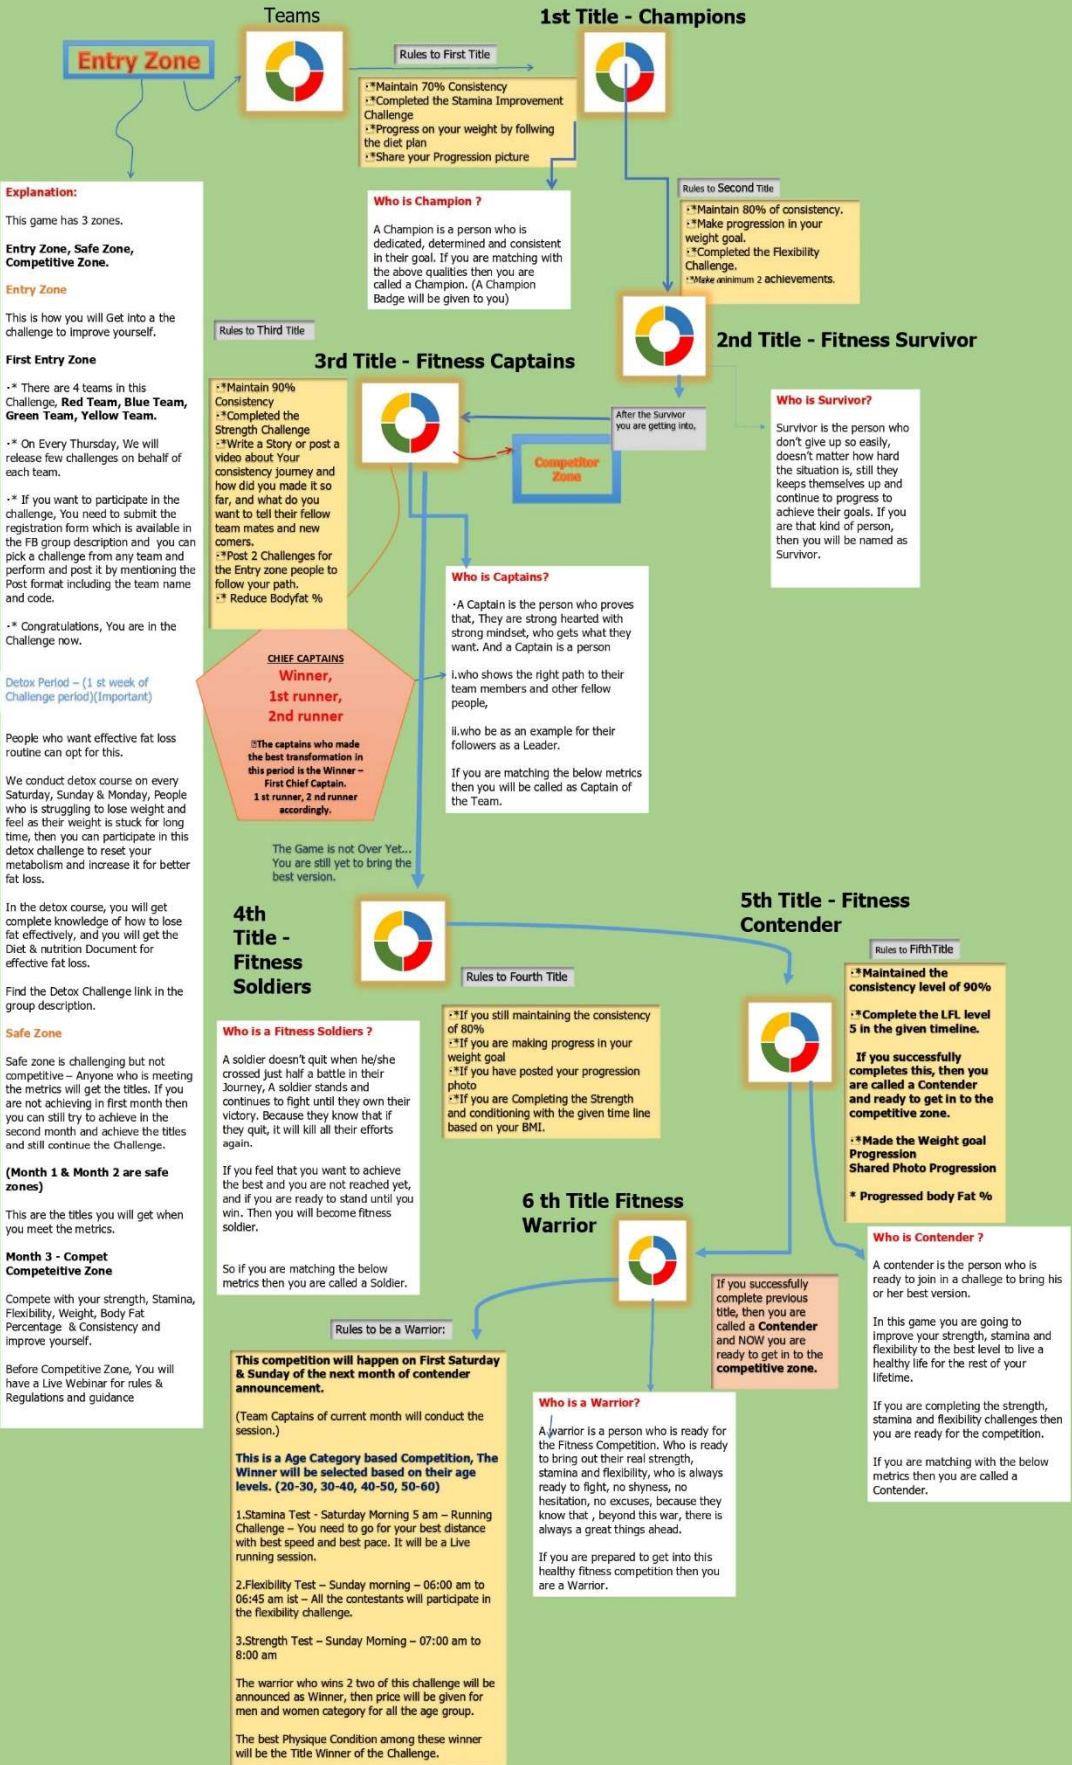 Teams
1st Title - Champions
Entry Zone
Rules to First Title
·*Maintain 70% Consistency
·*Completed the Stamina Improvement
Challenge
·*Progress on your weight by follwing
the diet plan
·*Share your Progression picture
Who is Champion ?
A Champion is a person who is
dedicated, determined and consistent
in their goal. If you are matching with
the above qualities then you are
called a Champion. (A Champion
Badge will be given to you)
Rules to Second Title
·*Maintain 80% of consistency.
·*Make progression in your
weight goal.
·*Completed the Flexibility
Challenge.
·*Make minimum 2 achievements.
2nd Title - Fitness Survivor
Who is Survivor?
Survivor is the person who
don't give up so easily,
doesn't matter how hard
the situation is, still they
keeps themselves up and
continue to progress to
achieve their goals. If you
are that kind of person,
then you will be named as
Survivor.
After the Survivor
you are getting into,
Competitor
Zone
Rules to Third Title
3rd Title - Fitness Captains
·*Maintain 90%
Consistency
·*Completed the
Strength Challenge
·*Write a Story or post a
video about Your
consistency journey and
how did you made it so
far, and what do you
want to tell their fellow
team mates and new
comers.
·*Post 2 Challenges for
the Entry zone people to
follow your path.
·* Reduce Bodyfat %
Who is Captains?
·A Captain is the person who proves
that, They are strong hearted with
strong mindset, who gets what they
want. And a Captain is a person
i.who shows the right path to their
team members and other fellow
people,
ii.who be as an example for their
followers as a Leader.
If you are matching the below metrics
then you will be called as Captain of
the Team.
CHIEF CAPTAINS
Winner,
1st runner,
2nd runner
The captains who made
the best transformation in
this period is the Winner –
First Chief Captain.
1 st runner, 2 nd runner
accordingly.
The Game is not Over Yet...
You are still yet to bring the
best version.
Explanation:
This game has 3 zones.
Entry Zone, Safe Zone,
Competitive Zone.
Entry Zone
This is how you will Get into a the
challenge to improve yourself.
First Entry Zone
·* There are 4 teams in this
Challenge, Red Team, Blue Team,
Green Team, Yellow Team.
·* On Every Thursday, We will
release few challenges on behalf of
each team.
·* If you want to participate in the
challenge, You need to submit the
registration form which is available in
the FB group description and you can
pick a challenge from any team and
perform and post it by mentioning the
Post format including the team name
and code.
·* Congratulations, You are in the
Challenge now.
Detox Period – (1 st week of
Challenge period)(Important)
People who want effective fat loss
routine can opt for this.
We conduct detox course on every
Saturday, Sunday & Monday, People
who is struggling to lose weight and
feel as their weight is stuck for long
time, then you can participate in this
detox challenge to reset your
metabolism and increase it for better
fat loss.
In the detox course, you will get
complete knowledge of how to lose
fat effectively, and you will get the
Diet & nutrition Document for
effective fat loss.
Find the Detox Challenge link in the
group description.
Safe Zone
Safe zone is challenging but not
competitive – Anyone who is meeting
the metrics will get the titles. If you
are not achieving in first month then
you can still try to achieve in the
second month and achieve the titles
and still continue the Challenge.
(Month 1 & Month 2 are safe
zones)
This are the titles you will get when
you meet the metrics.
Month 3 - Compet
Competeitive Zone
Compete with your strength, Stamina,
Flexibility, Weight, Body Fat
Percentage & Consistency and
improve yourself.
Before Competitive Zone, You will
have a Live Webinar for rules &
Regulations and guidance
4th
Title -
Fitness
Soldiers
Rules to Fourth Title
Who is a Fitness Soldiers ?
A soldier doesn't quit when he/she
crossed just half a battle in their
Journey, A soldier stands and
continues to fight until they own their
victory. Because they know that if
they quit, it will kill all their efforts
again.
If you feel that you want to achieve
the best and you are not reached yet,
and if you are ready to stand until you
win. Then you will become fitness
soldier.
So if you are matching the below
metrics then you are called a Soldier.
·*If you still maintaining the consistency
of 80%
·*If you are making progress in your
weight goal
·*If you have posted your progression
photo
·*If you are Completing the Strength
and conditioning with the given time line
based on your BMI.
5th Title - Fitness
Contender
Rules to FifthTitle
·*Maintained the
consistency level of 90%
·*Complete the LFL level
5 in the given timeline.
If you successfully
completes this, then you
are called a Contender
and ready to get in to the
competitive zone.
·*Made the Weight goal
Progression
Shared Photo Progression
* Progressed body Fat %
Who is Contender ?
A contender is the person who is
ready to join in a challege to bring his
or her best version.
In this game you are going to
improve your strength, stamina and
flexibility to the best level to live a
healthy life for the rest of your
lifetime.
If you are completing the strength,
stamina and flexibility challenges then
you are ready for the competition.
If you are matching with the below
metrics then you are called a
Contender.
6 th Title Fitness
Warrior
If you successfully
complete previous
title, then you are
called a Contender
and NOW you are
ready to get in to the
competitive zone.
Who is a Warrior?
A warrior is a person who is ready for
the Fitness Competition. Who is ready
to bring out their real strength,
stamina and flexibility, who is always
ready to fight, no shyness, no
hesitation, no excuses, because they
know that , beyond this war, there is
always a great things ahead.
If you are prepared to get into this
healthy fitness competition then you
are a Warrior.
Rules to be a Warrior:
This competition will happen on First Saturday
& Sunday of the next month of contender
announcement.
(Team Captains of current month will conduct the
session.)
This is a Age Category based Competition, The
Winner will be selected based on their age
levels. (20-30, 30-40, 40-50, 50-60)
1.Stamina Test - Saturday Morning 5 am – Running
Challenge – You need to go for your best distance
with best speed and best pace. It will be a Live
running session.
2.Flexibility Test – Sunday morning – 06:00 am to
06:45 am ist – All the contestants will participate in
the flexibility challenge.
3.Strength Test – Sunday Morning – 07:00 am to
8:00 am
The warrior who wins 2 two of this challenge will be
announced as Winner, then price will be given for
men and women category for all the age group.
The best Physique Condition among these winner
will be the Title Winner of the Challenge.